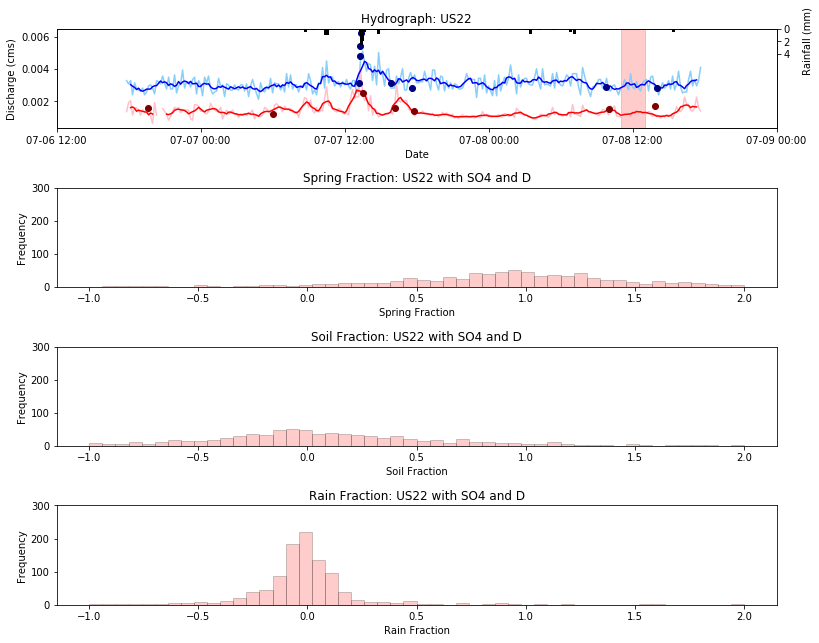 Hydrograph: US22
0.006
0.004
0.002
Discharge (cms)
0
2
4
Rainfall (mm)
07-06 12:00 07-07 00:00 07-07 12:00 07-08 00:00 07-08 12:00 07-09 00:00
Date
Spring Fraction: US22 with SO4 and D
300
200
100
0
Frequency
−1.0 −0.5 0.0 0.5 1.0 1.5 2.0
Spring Fraction
Soil Fraction: US22 with SO4 and D
300
200
100
0
Frequency
−1.0 −0.5 0.0 0.5 1.0 1.5 2.0
Soil Fraction
Rain Fraction: US22 with SO4 and D
300
200
100
0
Frequency
−1.0 −0.5 0.0 0.5 1.0 1.5 2.0
Rain Fraction